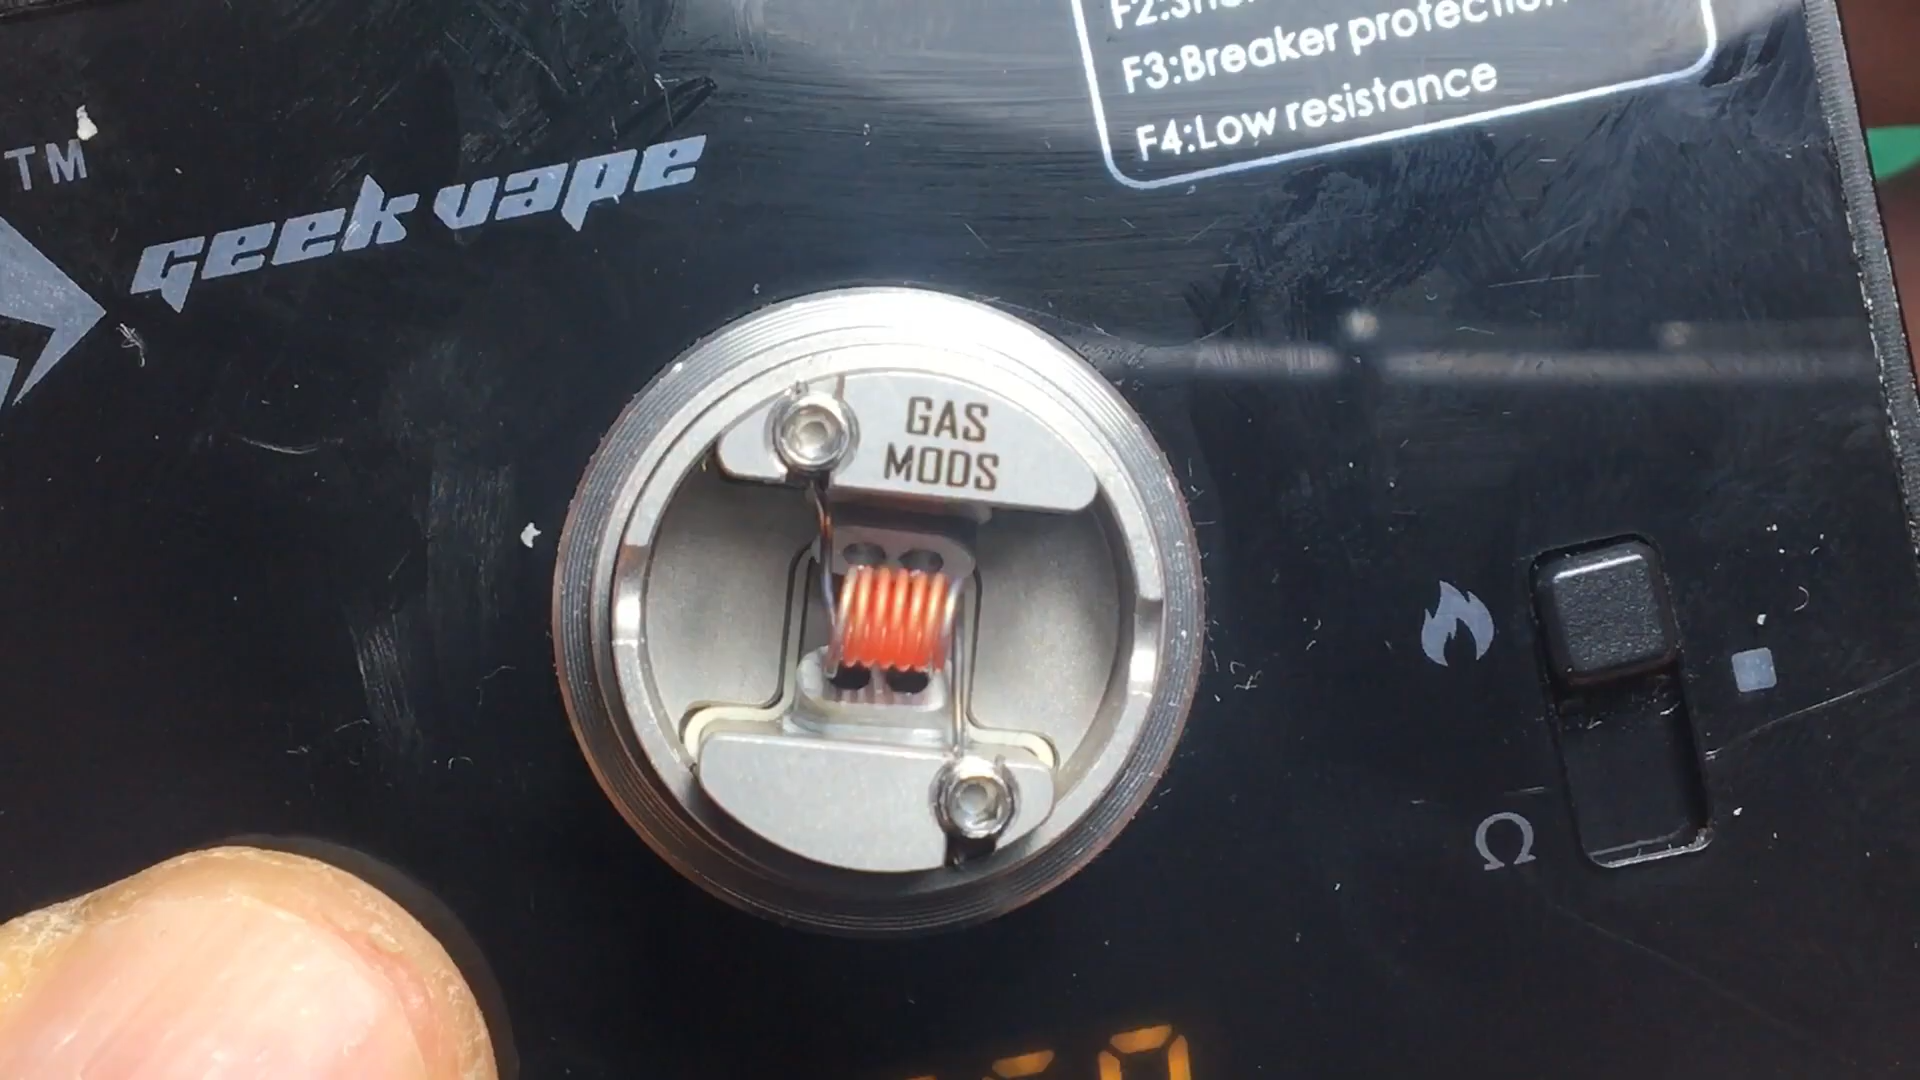 F3:Breaker protection
F4:Low resistance
TM
geek vape
GAS
MODS
Ω